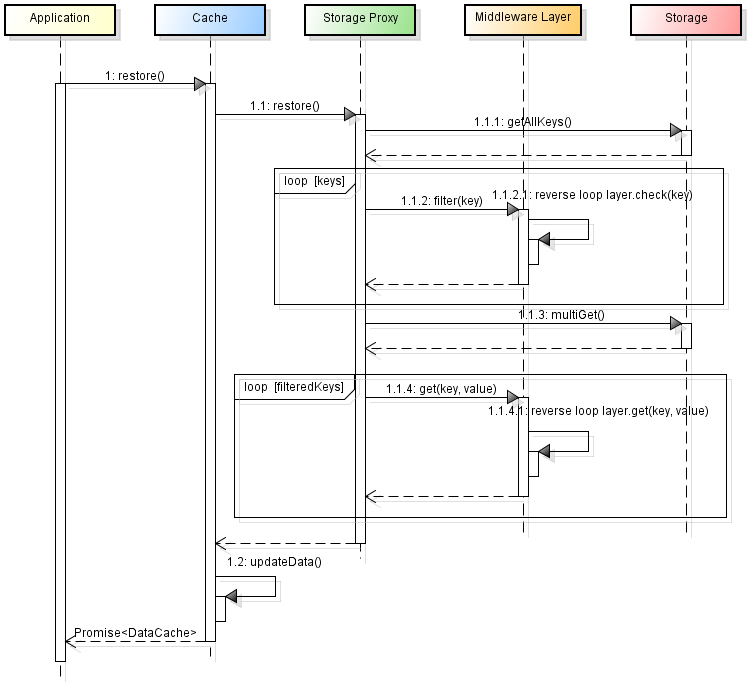 Application
Cache
Storage Proxy
Middleware Layer
Storage
1: restore()
1.1: restore()
1.1.1: getAllKeys()
loop [keys]
1.1.2: filter(key)
1.1.2.1: reverse loop layer.check(key)
1.1.3: multiGet()
loop [filteredKeys]
1.1.4: get(key, value)
1.1.4.1: reverse loop layer.get(key, value)
1.2: updateData()
Promise<DataCache>